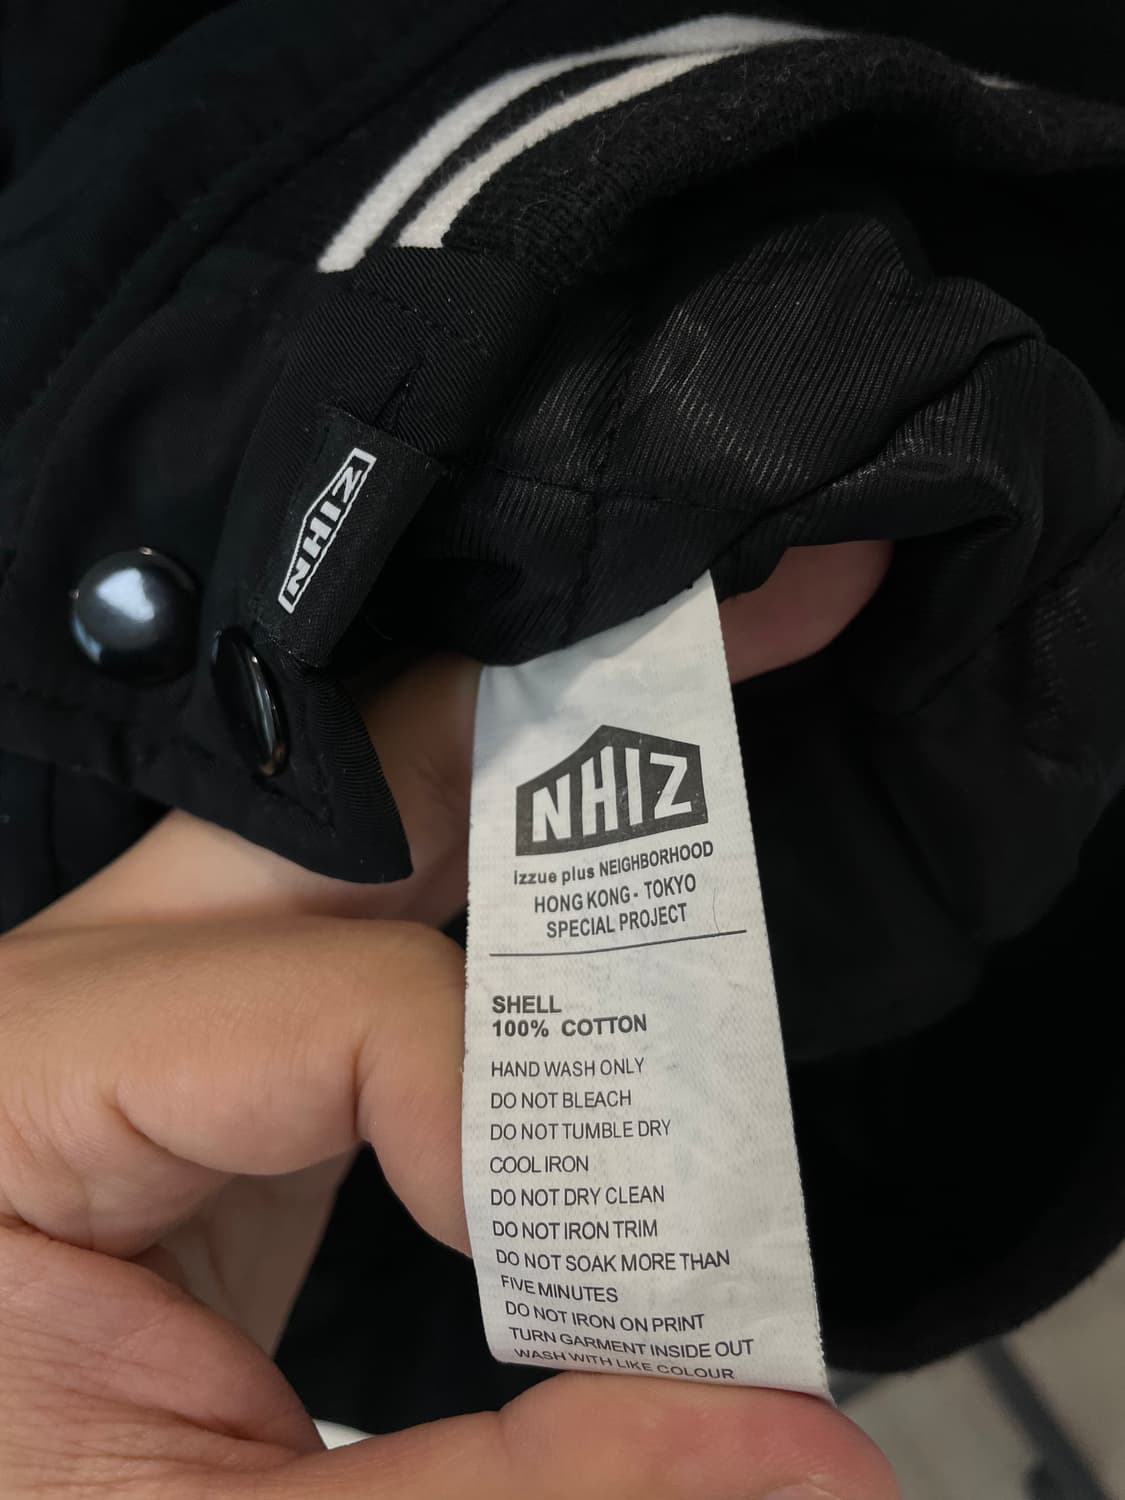 NHIZ
NHIZ
izzue plus NEIGHBORHOOD
HONG KONG - TOKYO
SPECIAL PROJECT
SHELL
100% COTTON
HAND WASH ONLY
DO NOT BLEACH
DO NOT TUMBLE DRY
COOL IRON
DO NOT DRY CLEAN
DO NOT IRON TRIM
DO NOT SOAK MORE THAN
FIVE MINUTES
DO NOT IRON ON PRINT
TURN GARMENT INSIDE OUT
WASH WITH LIKE COLOUR